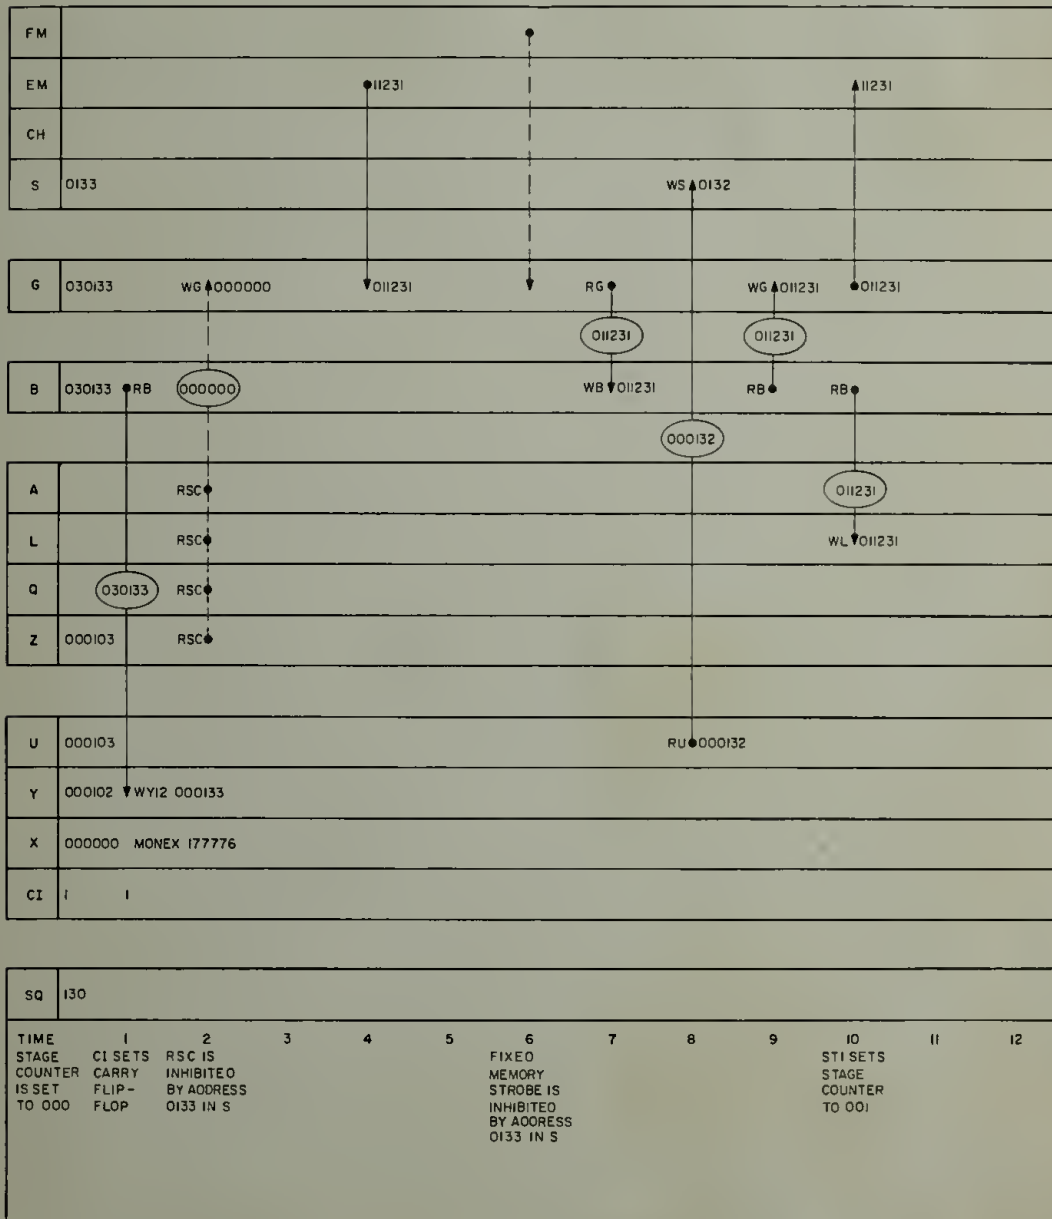 FM
EM 011231 011231
CH
S 0133 WS 0132
G 030133 WG 000000 011231 RG WG 011231 011231
011231 011231
B 030133 RB 000000 WB 011231 RB RB
000132
A RSC 011231
L RSC WL 011231
Q 030133 RSC
Z 000103 RSC
U 000103 RU 000132
Y 000102 WY12 000133
X 000000 MONEX 177776
CI 1 1
SQ 130
TIME 1 2 3 4 5 6 7 8 9 10 11 12
STAGE CI SETS RSC IS FIXED STI SETS
COUNTER CARRY INHIBITED MEMORY STAGE
IS SET FLIP- BY ADDRESS STROBE IS COUNTER
TO 000 FLOP 0133 IN S INHIBITED TO 001
BY ADDRESS
0133 IN S